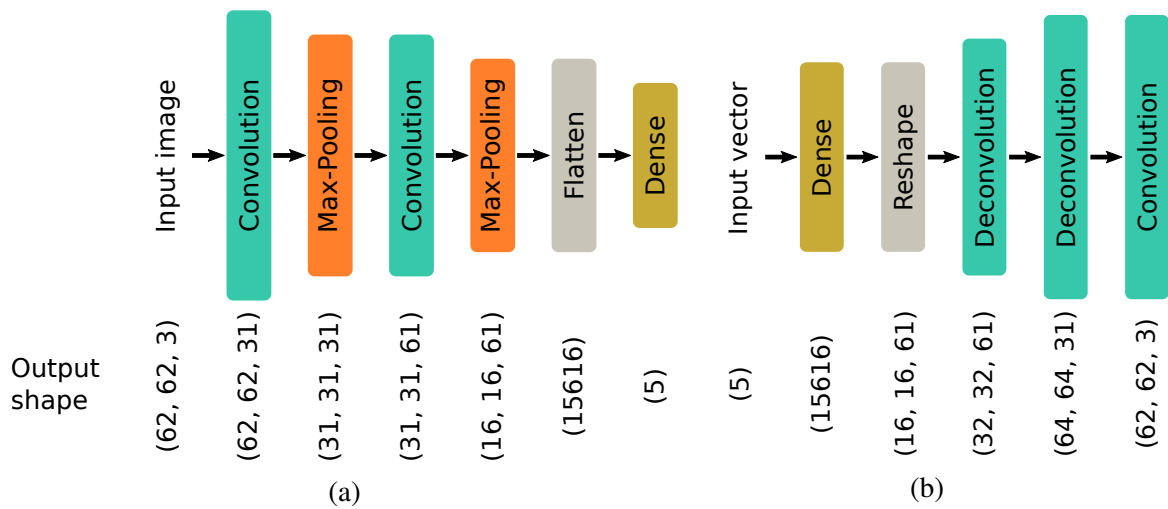 Input image
Convolution
Max-Pooling
Convolution
Max-Pooling
Flatten
Dense
Input vector
Dense
Reshape
Deconvolution
Deconvolution
Convolution
Output
shape
(62, 62, 3)
(62, 62, 31)
(31, 31, 31)
(31, 31, 61)
(16, 16, 61)
(15616)
(5)
(5)
(15616)
(16, 16, 61)
(32, 32, 61)
(64, 64, 31)
(62, 62, 3)
(a)
(b)